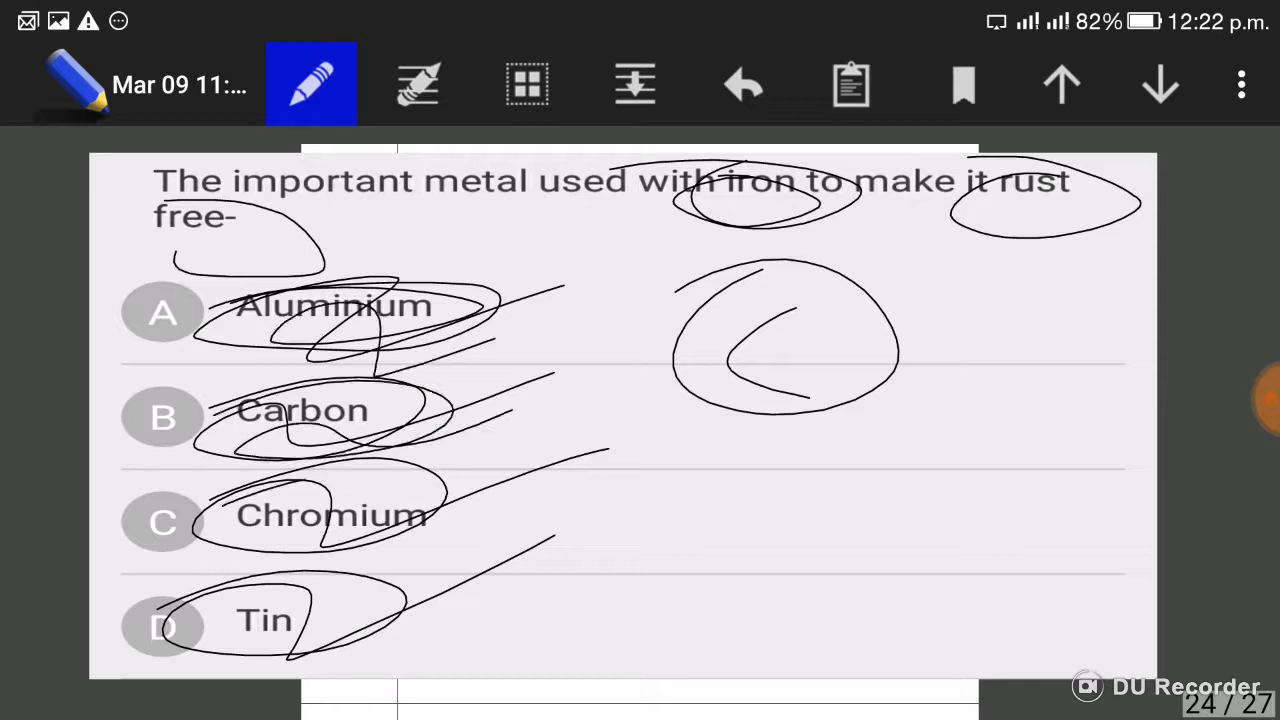 82% 12:22 p.m.
Mar 09 11:...
The important metal used with iron to make it rust
free-
A Aluminium
B Carbon
C Chromium
D Tin
C
DU Recorder
24 / 27